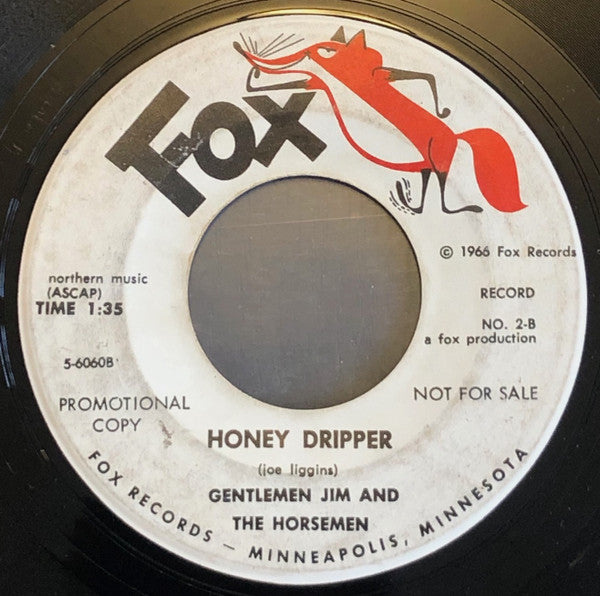 Fox
© 1966 Fox Records
northern music
(ASCAP)
TIME 1:35
RECORD
NO. 2-B
a fox production
5-6060B
NOT FOR SALE
PROMOTIONAL
COPY
HONEY DRIPPER
(joe liggins)
GENTLEMEN JIM AND
THE HORSEMEN
FOX RECORDS – MINNEAPOLIS, MINNESOTA